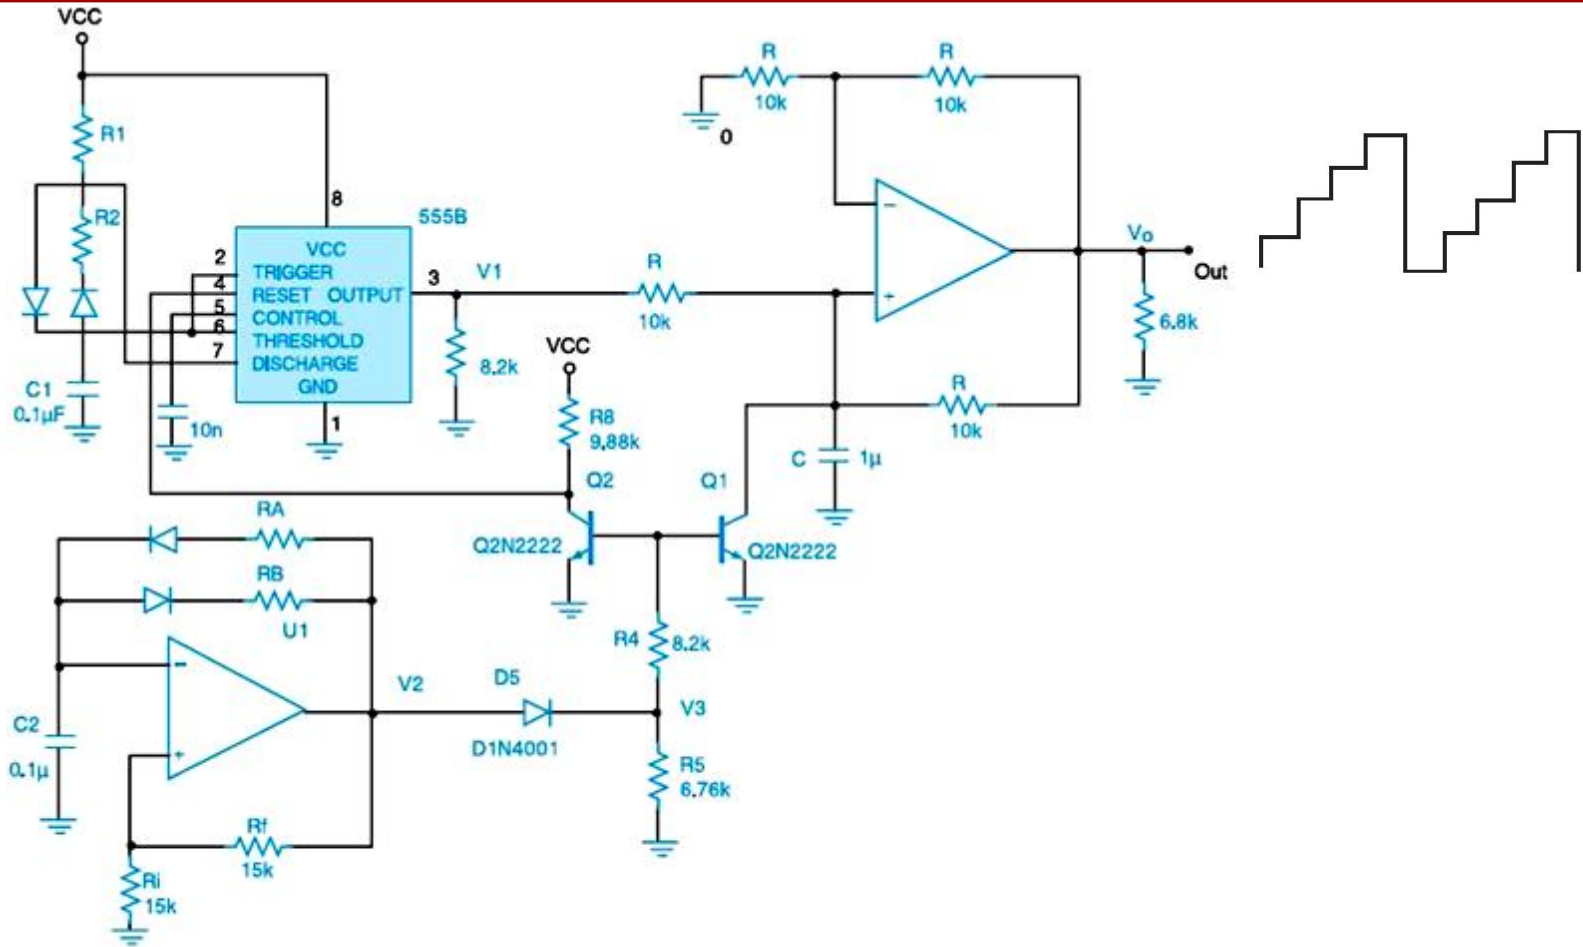 VCC
R1
R2
C1
0.1µF
8
555B
VCC
2
TRIGGER
4
RESET OUTPUT
5
CONTROL
6
THRESHOLD
7
DISCHARGE
GND
1
10n
3
V1
8.2k
R
10k
R
10k
0
R
10k
−
+
Vo
Out
6.8k
R
10k
C 1µ
VCC
R8
9.88k
Q2
Q2N2222
Q1
Q2N2222
RA
RB
U1
−
+
C2
0.1µ
Rf
15k
Ri
15k
V2
D5
D1N4001
R4 8.2k
V3
R5
6.76k